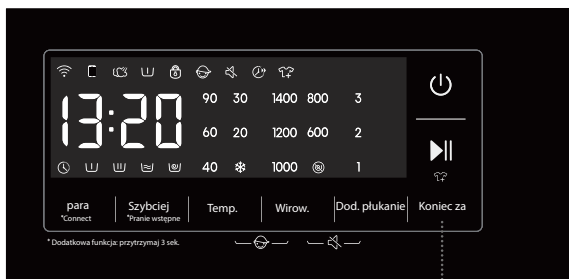 90 30 1400 800 3
13:20
60 20 1200 600 2
40 1000 1
para
*Connect
Szybciej
*Pranie wstępne
Temp.
Wirow.
Dod. płukanie
Koniec za
* Dodatkowa funkcja: przytrzymaj 3 sek.